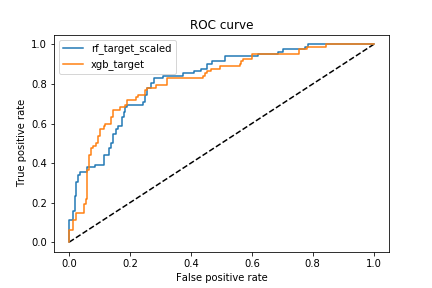 ROC curve
rf_target_scaled
xgb_target
True positive rate
1.0
0.8
0.6
0.4
0.2
0.0
0.0 0.2 0.4 0.6 0.8 1.0
False positive rate